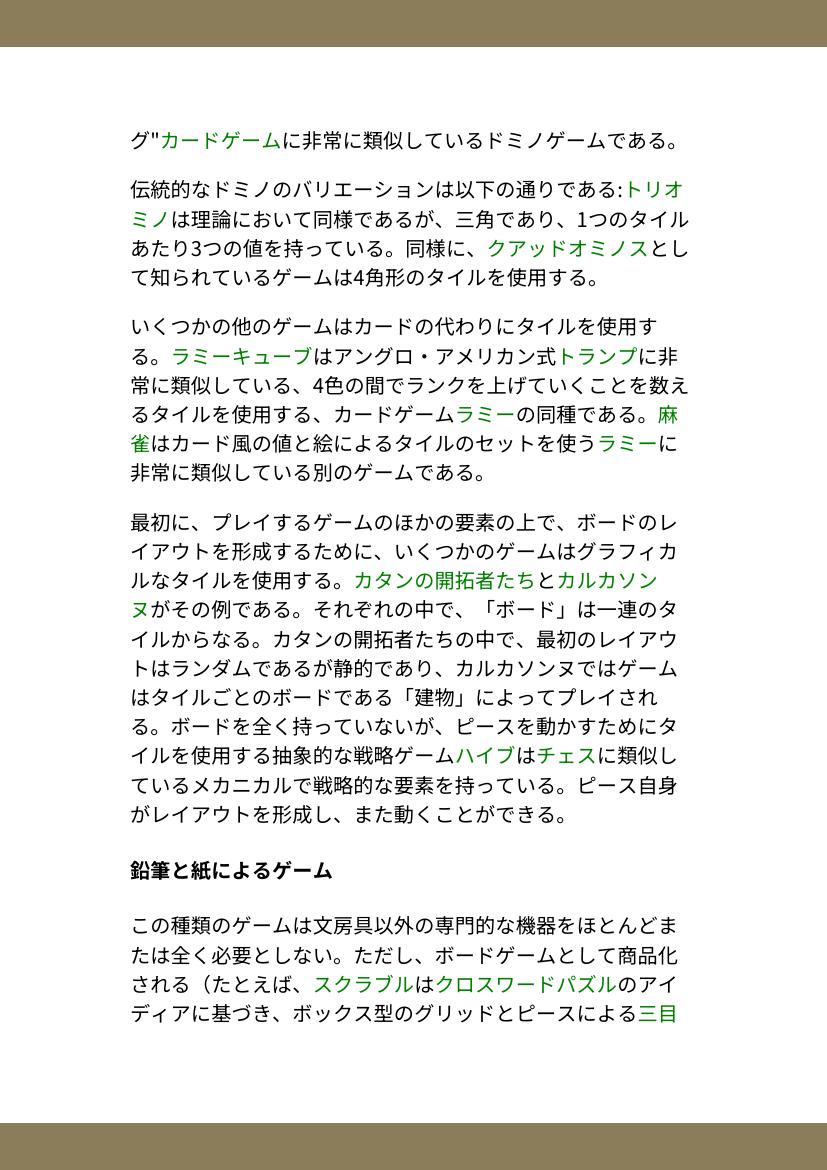 グ"カードゲームに非常に類似しているドミノゲームである。
伝統的なドミノのバリエーションは以下の通りである:トリオ
ミノは理論において同様であるが、三角であり、1つのタイル
あたり3つの値を持っている。同様に、クアッドオミノスとし
て知られているゲームは4角形のタイルを使用する。
いくつかの他のゲームはカードの代わりにタイルを使用す
る。ラミーキューブはアングロ・アメリカン式トランプに非
常に類似している、4色の間でランクを上げていくことを数え
るタイルを使用する、カードゲームラミーの同種である。麻
雀はカード風の値と絵によるタイルのセットを使うラミーに
非常に類似している別のゲームである。
最初に、プレイするゲームのほかの要素の上で、ボードのレ
イアウトを形成するために、いくつかのゲームはグラフィカ
ルなタイルを使用する。カタンの開拓者たちとカルカソン
ヌがその例である。それぞれの中で、「ボード」は一連のタ
イルからなる。カタンの開拓者たちの中で、最初のレイアウ
トはランダムであるが静的であり、カルカソンヌではゲーム
はタイルごとのボードである「建物」によってプレイされ
る。ボードを全く持っていないが、ピースを動かすためにタ
イルを使用する抽象的な戦略ゲームハイブはチェスに類似し
ているメカニカルで戦略的な要素を持っている。ピース自身
がレイアウトを形成し、また動くことができる。
鉛筆と紙によるゲーム
この種類のゲームは文房具以外の専門的な機器をほとんどま
たは全く必要としない。ただし、ボードゲームとして商品化
される（たとえば、スクラブルはクロスワードパズルのアイ
ディアに基づき、ボックス型のグリッドとピースによる三目